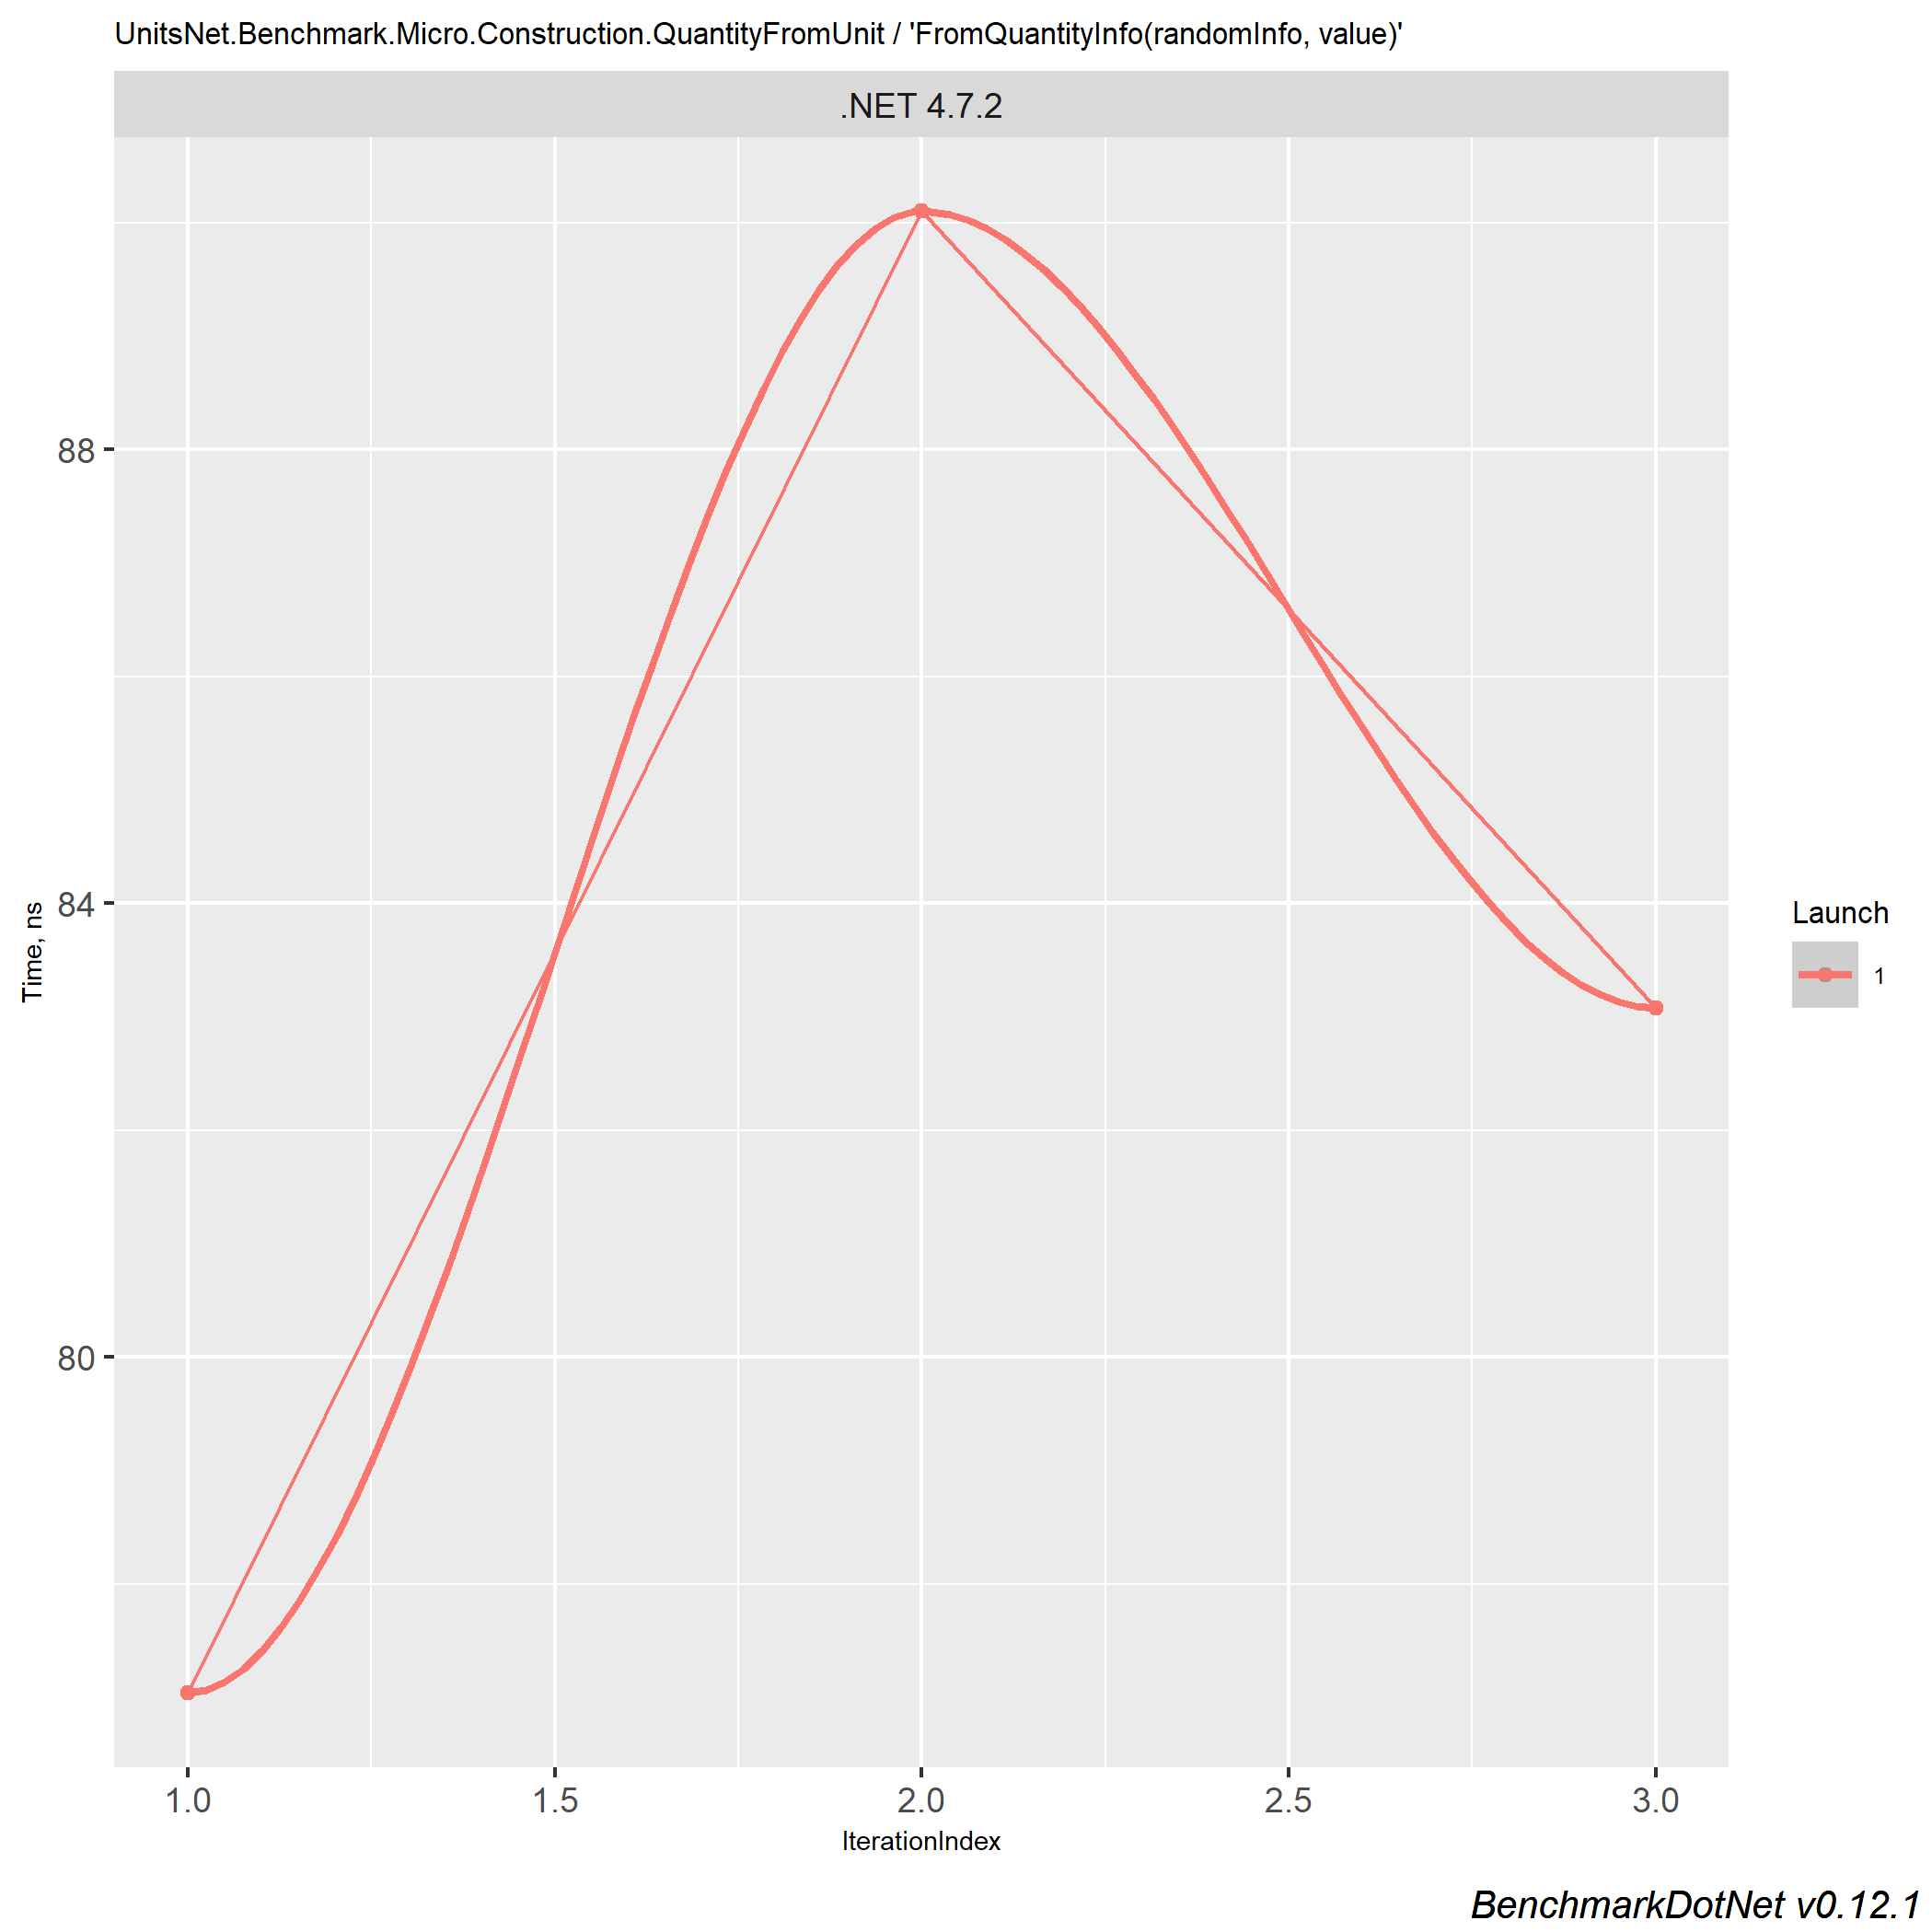 UnitsNet.Benchmark.Micro.Construction.QuantityFromUnit / 'FromQuantityInfo(randomInfo, value)'
.NET 4.7.2
88
84
80
Time, ns
Launch
1
1.0 1.5 2.0 2.5 3.0
IterationIndex
BenchmarkDotNet v0.12.1